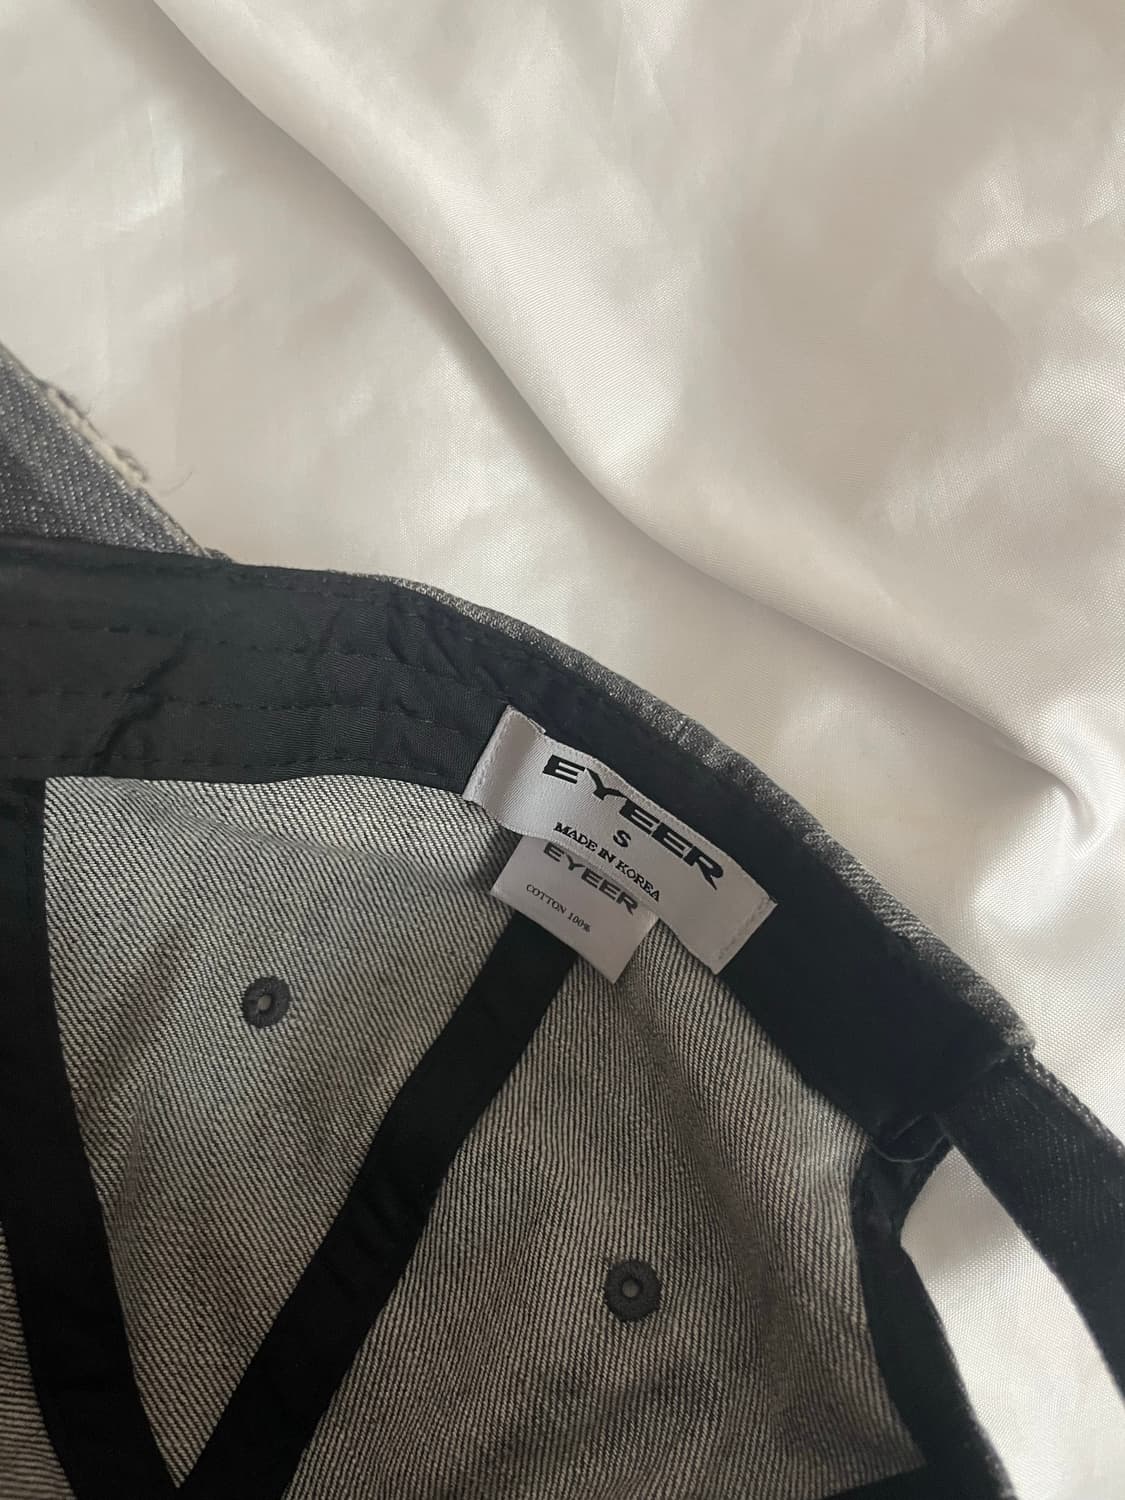 EYEER
S
MADE IN KOREA
EYEER
COTTON 100%